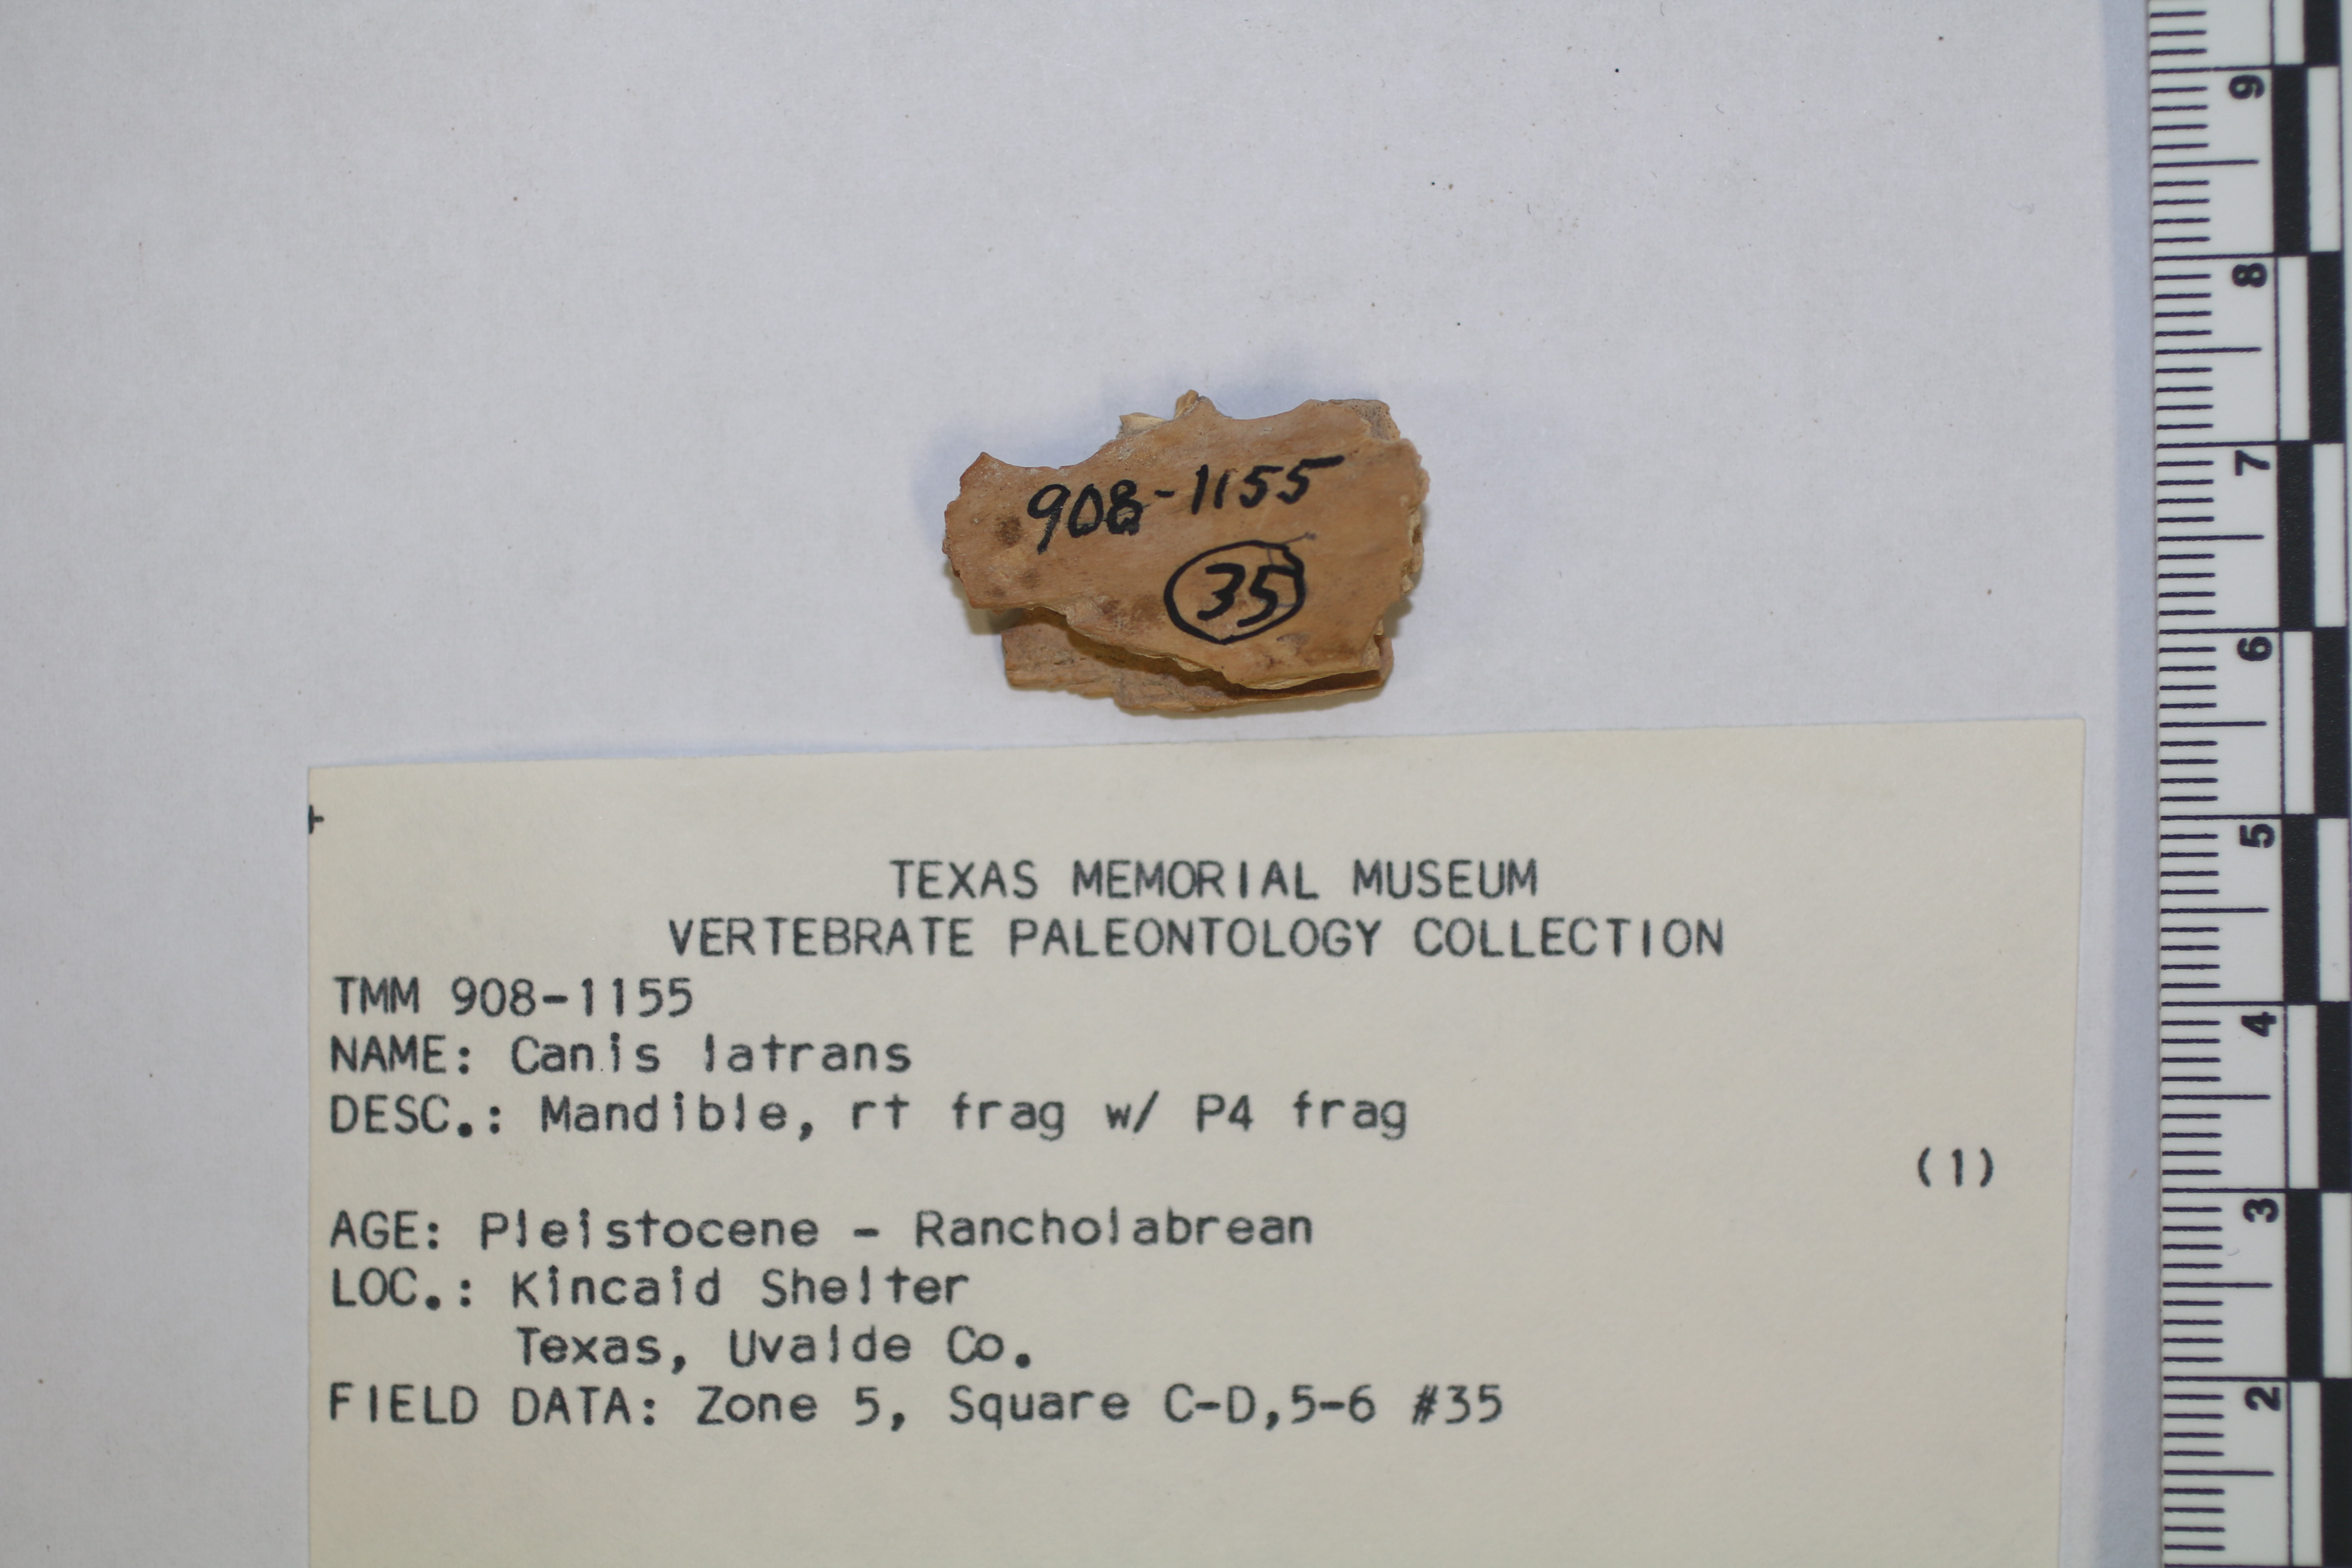 908-1155
35
TEXAS MEMORIAL MUSEUM
VERTEBRATE PALEONTOLOGY COLLECTION
TMM 908-1155
NAME: Canis latrans
DESC.: Mandible, rt frag w/ P4 frag
(1)
AGE: Pleistocene - Rancholabrean
LOC.: Kincaid Shelter
Texas, Uvalde Co.
FIELD DATA: Zone 5, Square C-D,5-6 #35
9
8
7
6
5
4
3
2